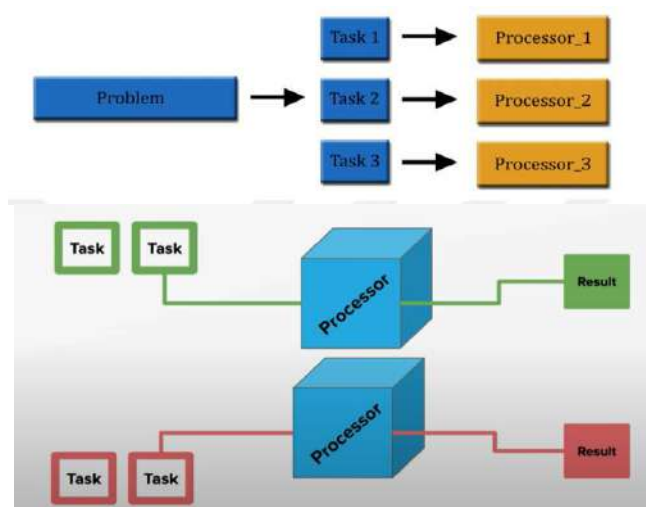 Task 1
Processor_1
Problem
Task 2
Processor_2
Task 3
Processor_3
Task
Task
Processor
Result
Processor
Task
Task
Result